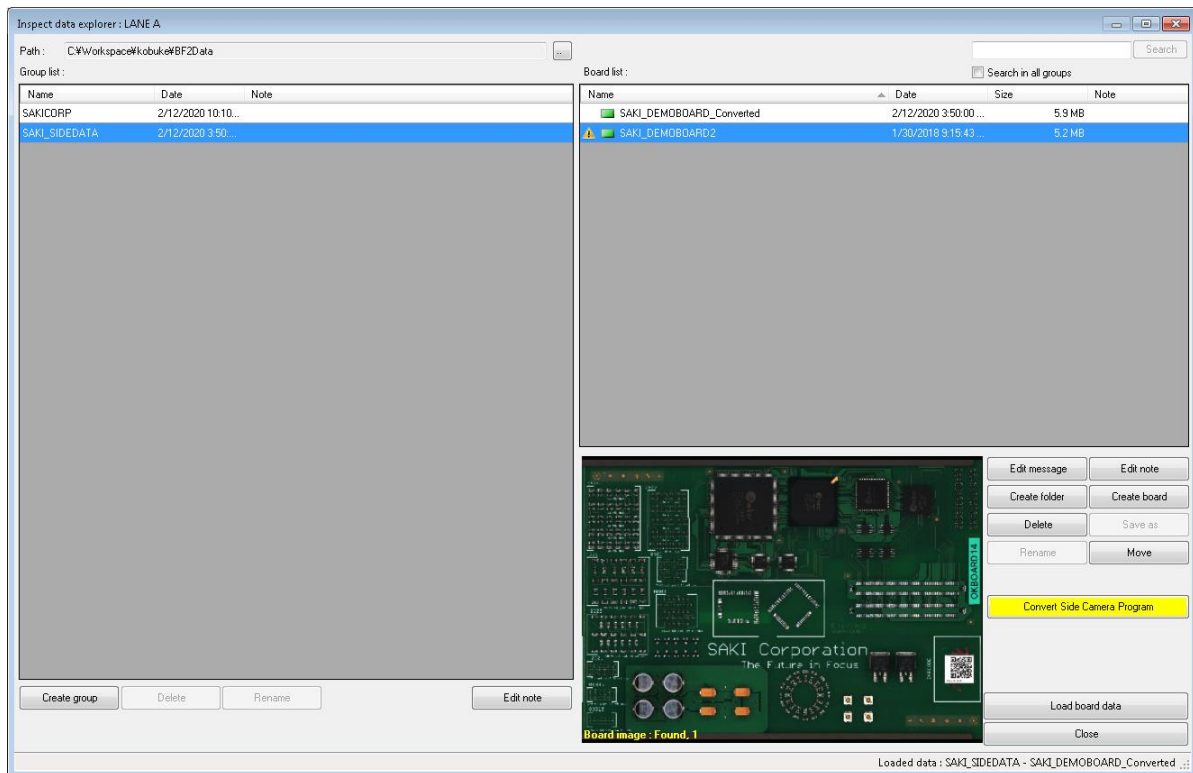 Inspect data explorer : LANE A
Path : C:¥Workspace¥kobuke¥BF2Data ..
Search
Group list :
Board list :
Search in all groups
Name Date Note
SAKICORP 2/12/2020 10:10...
SAKI_SIDEDATA 2/12/2020 3:50:...
Name Date Size Note
SAKI_DEMOBOARD_Converted 2/12/2020 3:50:00 ... 5.9 MB
SAKI_DEMOBOARD2 1/30/2018 9:15:43 ... 5.2 MB
Edit message Edit note
Create folder Create board
Delete Save as
Rename Move
Convert Side Camera Program
OKBOARD14
SAKI Corporation
The Future in Focus
Board image : Found, 1
Create group Delete Rename Edit note
Load board data
Close
Loaded data : SAKI_SIDEDATA - SAKI_DEMOBOARD_Converted